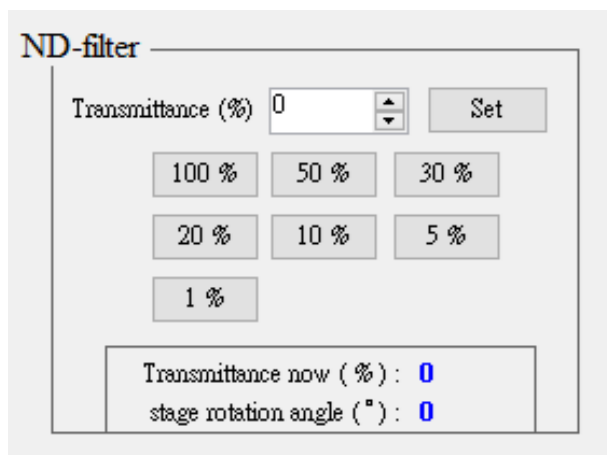 ND-filter
Transmittance (%) 0 Set
100 % 50 % 30 %
20 % 10 % 5 %
1 %
Transmittance now ( % ) : 0
stage rotation angle ( ° ) : 0